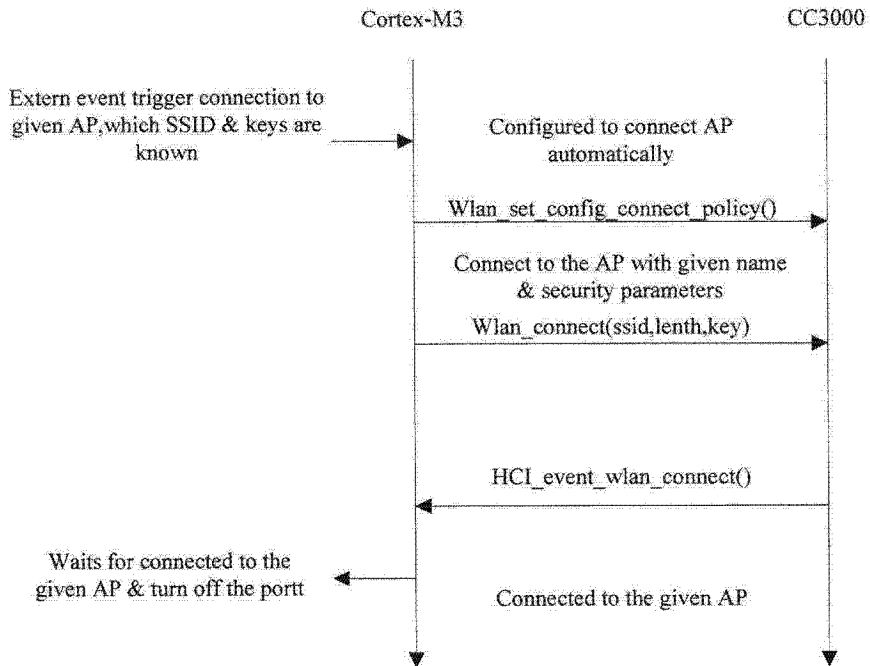 Cortex-M3
CC3000
Extern event trigger connection to
given AP,which SSID & keys are
known
Configured to connect AP
automatically
Wlan_set_config_connect_policy()
Connect to the AP with given name
& security parameters
Wlan_connect(ssid,lenth,key)
HCI_event_wlan_connect()
Waits for connected to the
given AP & turn off the portt
Connected to the given AP